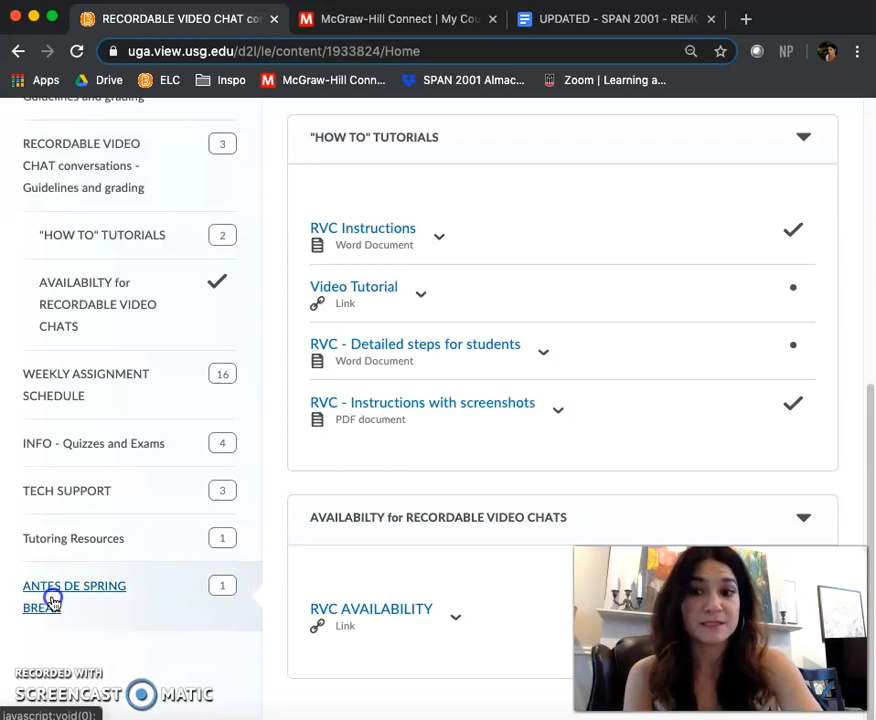 RECORDABLE VIDEO CHAT co
McGraw-Hill Connect | My Cou
UPDATED - SPAN 2001 - REMO
uga.view.usg.edu/d2l/le/content/1933824/Home
NP
Apps
Drive
ELC
Inspo
McGraw-Hill Conn...
SPAN 2001 Almac...
Zoom | Learning a...
Guidelines and grading
RECORDABLE VIDEO
CHAT conversations -
Guidelines and grading
3
"HOW TO" TUTORIALS
2
AVAILABILTY for
RECORDABLE VIDEO
CHATS
WEEKLY ASSIGNMENT
SCHEDULE
16
INFO - Quizzes and Exams
4
TECH SUPPORT
3
Tutoring Resources
1
ANTES DE SPRING
BREAK
1
RECORDED WITH
SCREENCAST MATIC
javascript:void(0);
"HOW TO" TUTORIALS
RVC Instructions
Word Document
Video Tutorial
Link
RVC - Detailed steps for students
Word Document
RVC - Instructions with screenshots
PDF document
AVAILABILTY for RECORDABLE VIDEO CHATS
RVC AVAILABILITY
Link